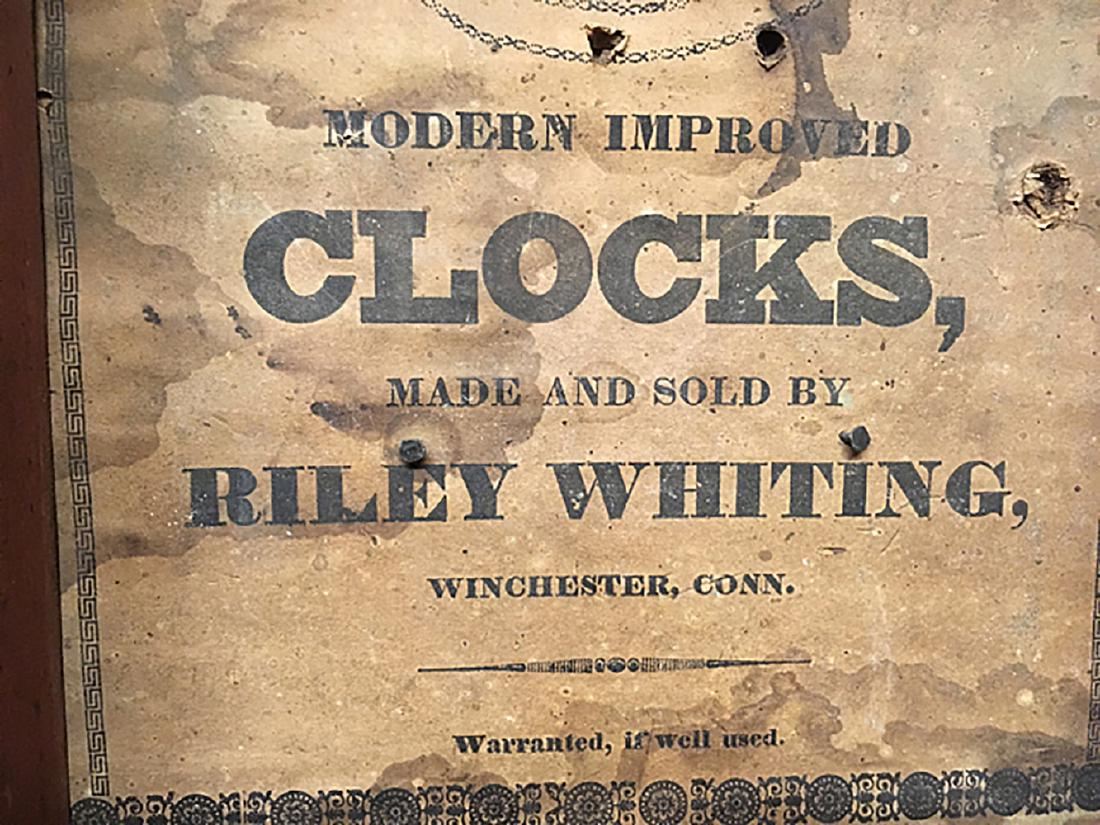 MODERN IMPROVED
CLOCKS,
MADE AND SOLD BY
RILEY WHITING,
WINCHESTER, CONN.
Warranted, if well used.